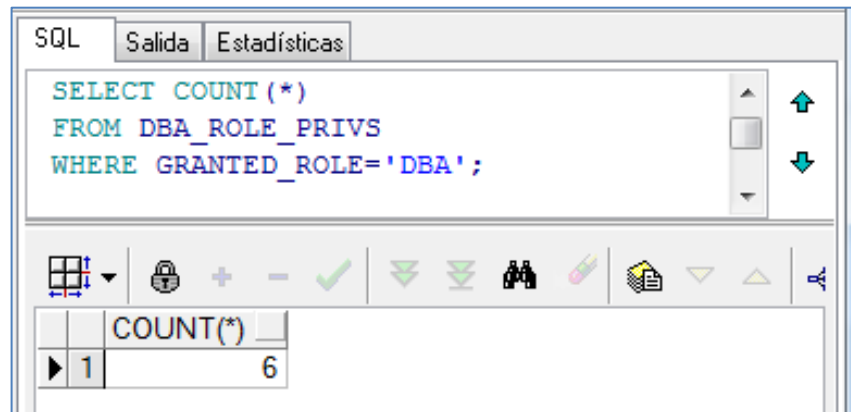 SQL Salida Estadísticas
SELECT COUNT(*)
FROM DBA_ROLE_PRIVS
WHERE GRANTED_ROLE='DBA';
COUNT(*)
1 6